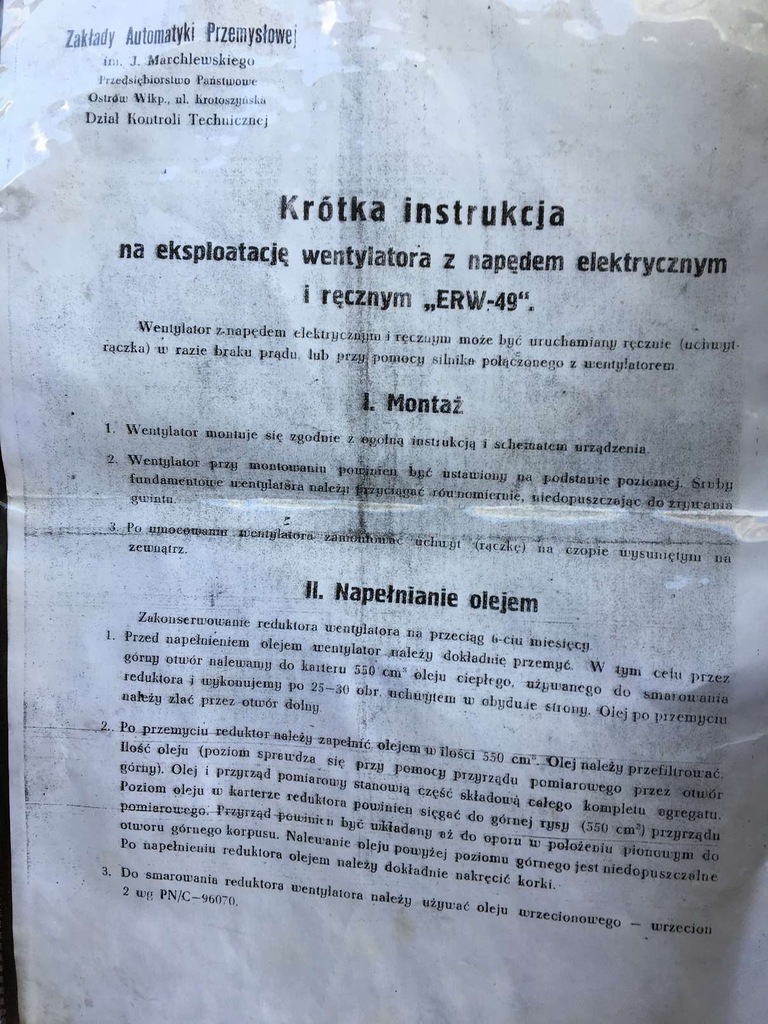 Zakłady Automatyki Przemysłowej
im. J. Marchlewskiego
Przedsiębiorstwo Państwowe
Ostrów Wlkp., ul. Krotoszyńska
Dział Kontroli Technicznej
Krótka instrukcja
na eksploatację wentylatora z napędem elektrycznym
i ręcznym „ERW-49“.
Wentylator z napędem elektrycznym i ręcznym może być uruchamiany ręcznie (uchwyt-
rączka) w razie braku prądu, lub przy pomocy silnika połączonego z wentylatorem.
I. Montaż
1. Wentylator montuje się zgodnie z ogólną instrukcją i schematem urządzenia.
2. Wentylator przy montowaniu powinien być ustawiony na podstawie poziomej. Śruby
fundamentowe wentylatora należy przyciągać równomiernie, niedopuszczając do zrywania
gwintu.
3. Po umocowaniu wentylatora zamontować uchwyt (rączkę) na czopie wysuniętym na
zewnątrz.
II. Napełnianie olejem
Zakonserwowanie reduktora wentylatora na przeciąg 6-ciu miesięcy.
1. Przed napełnieniem olejem wentylator należy dokładnie przemyć. W tym celu przez
górny otwór nalewamy do karteru 550 cm³ oleju ciepłego, używanego do smarowania
reduktora i wykonujemy po 25—30 obr. uchwytem w obydwie strony. Olej po przemyciu
należy zlać przez otwór dolny.
2. Po przemyciu reduktor należy zapełnić olejem w ilości 550 cm³. Olej należy przefiltrować.
Ilość oleju (poziom sprawdza się przy pomocy przyrządu pomiarowego przez otwór
górny). Olej i przyrząd pomiarowy stanowią część składową całego kompletu agregatu.
Poziom oleju w karterze reduktora powinien sięgać do górnej rysy (550 cm³) przyrządu
pomiarowego. Przyrząd powinien być wkładany aż do oporu w położeniu pionowym do
otworu górnego korpusu. Nalewanie oleju powyżej poziomu górnego jest niedopuszczalne
Po napełnieniu reduktora olejem należy dokładnie nakręcić korki.
3. Do smarowania reduktora wentylatora należy używać oleju wrzecionowego — wrzecion
2 wg PN/C—96070.